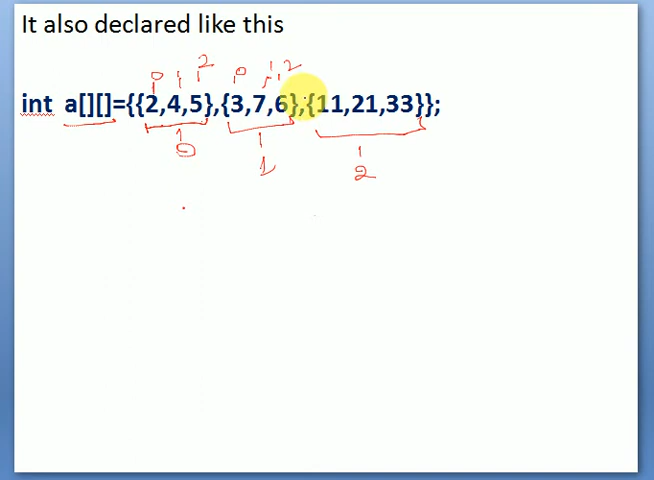 It also declared like this
0 1 2 0 1 2
int a[][]={{2,4,5},{3,7,6},{11,21,33}};
0 1 2